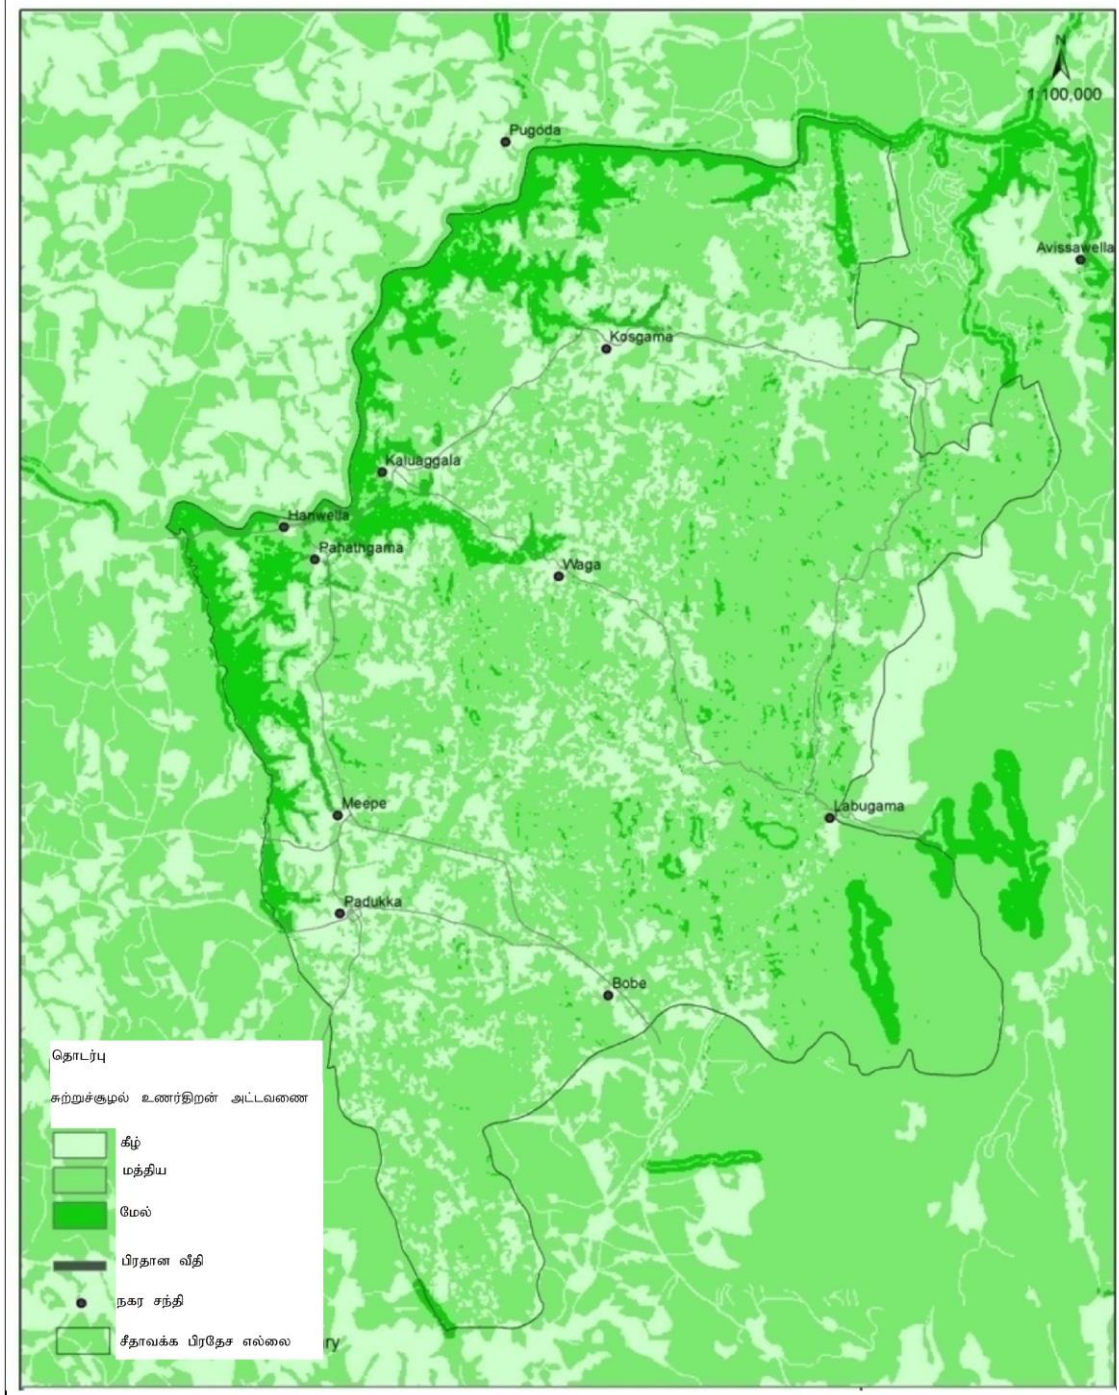 N
1:100,000
Pugoda
Avissawella
Kosgama
Kaluaggala
Hanwella
Pahathgama
Waga
Meepe
Labugama
Padukka
Bobe
தொடர்பு
சுற்றுச்சூழல் உணர்திறன் அட்டவணை
கீழ்
மத்திய
மேல்
பிரதான வீதி
நகர சந்தி
சீதாவக்க பிரதேச எல்லை